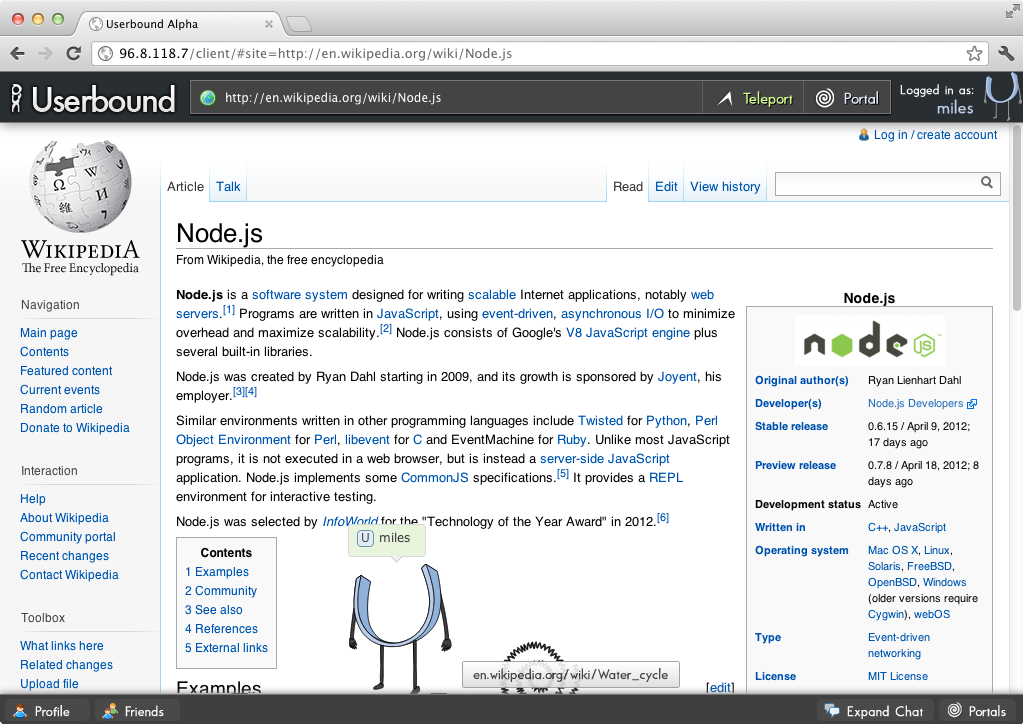 Userbound Alpha
96.8.118.7/client/#site=http://en.wikipedia.org/wiki/Node.js
Userbound
http://en.wikipedia.org/wiki/Node.js
Teleport
Portal
Logged in as:
miles
Log in / create account
WIKIPEDIA
The Free Encyclopedia
Article
Talk
Read
Edit
View history
Navigation
Main page
Contents
Featured content
Current events
Random article
Donate to Wikipedia
Interaction
Help
About Wikipedia
Community portal
Recent changes
Contact Wikipedia
Toolbox
What links here
Related changes
Upload file
Node.js
From Wikipedia, the free encyclopedia
Node.js is a software system designed for writing scalable Internet applications, notably web
servers.[1] Programs are written in JavaScript, using event-driven, asynchronous I/O to minimize
overhead and maximize scalability.[2] Node.js consists of Google's V8 JavaScript engine plus
several built-in libraries.
Node.js was created by Ryan Dahl starting in 2009, and its growth is sponsored by Joyent, his
employer.[3][4]
Similar environments written in other programming languages include Twisted for Python, Perl
Object Environment for Perl, libevent for C and EventMachine for Ruby. Unlike most JavaScript
programs, it is not executed in a web browser, but is instead a server-side JavaScript
application. Node.js implements some CommonJS specifications.[5] It provides a REPL
environment for interactive testing.
Node.js was selected by InfoWorld for the "Technology of the Year Award" in 2012.[6]
U miles
Contents
1 Examples
2 Community
3 See also
4 References
5 External links
Examples
[edit]
en.wikipedia.org/wiki/Water_cycle
Node.js
node JS
Original author(s) Ryan Lienhart Dahl
Developer(s) Node.js Developers
Stable release 0.6.15 / April 9, 2012;
17 days ago
Preview release 0.7.8 / April 18, 2012; 8
days ago
Development status Active
Written in C++, JavaScript
Operating system Mac OS X, Linux,
Solaris, FreeBSD,
OpenBSD, Windows
(older versions require
Cygwin), webOS
Type Event-driven
networking
License MIT License
Profile
Friends
Expand Chat
Portals